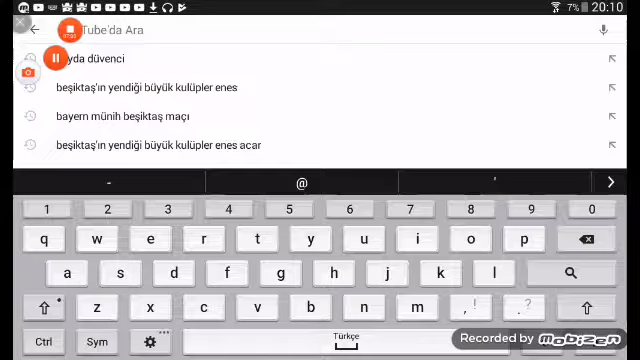 7% 20:10
Tube'da Ara
yda düvenci
beşiktaş'ın yendiği büyük kulüpler enes
bayern münih beşiktaş maçı
beşiktaş'ın yendiği büyük kulüpler enes acar
- @ '
1 2 3 4 5 6 7 8 9 0
q w e r t y u i o p
a s d f g h j k l
z x c v b n m , ! . ?
Ctrl Sym Türkçe
Recorded by MOBIZEN